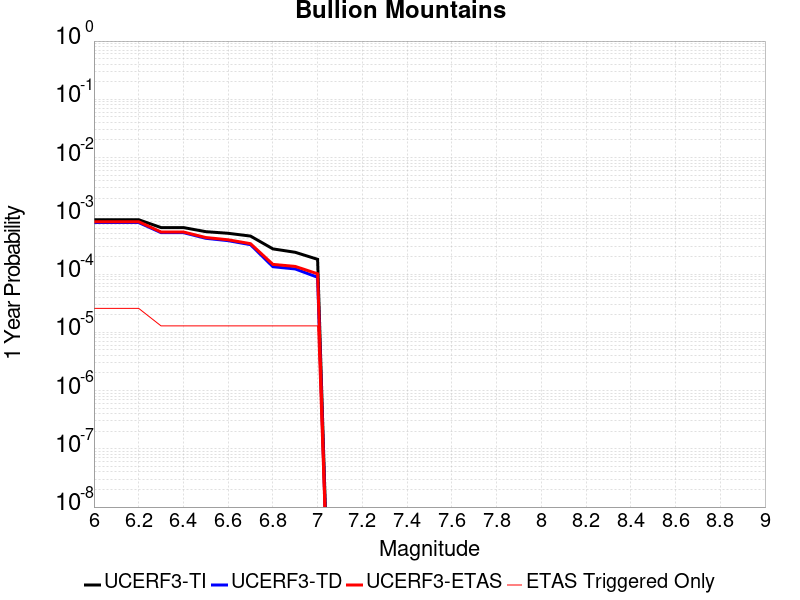 Bullion Mountains
10^0
10^-1
10^-2
10^-3
10^-4
10^-5
10^-6
10^-7
10^-8
1 Year Probability
6 6.2 6.4 6.6 6.8 7 7.2 7.4 7.6 7.8 8 8.2 8.4 8.6 8.8 9
Magnitude
UCERF3-TI UCERF3-TD UCERF3-ETAS ETAS Triggered Only